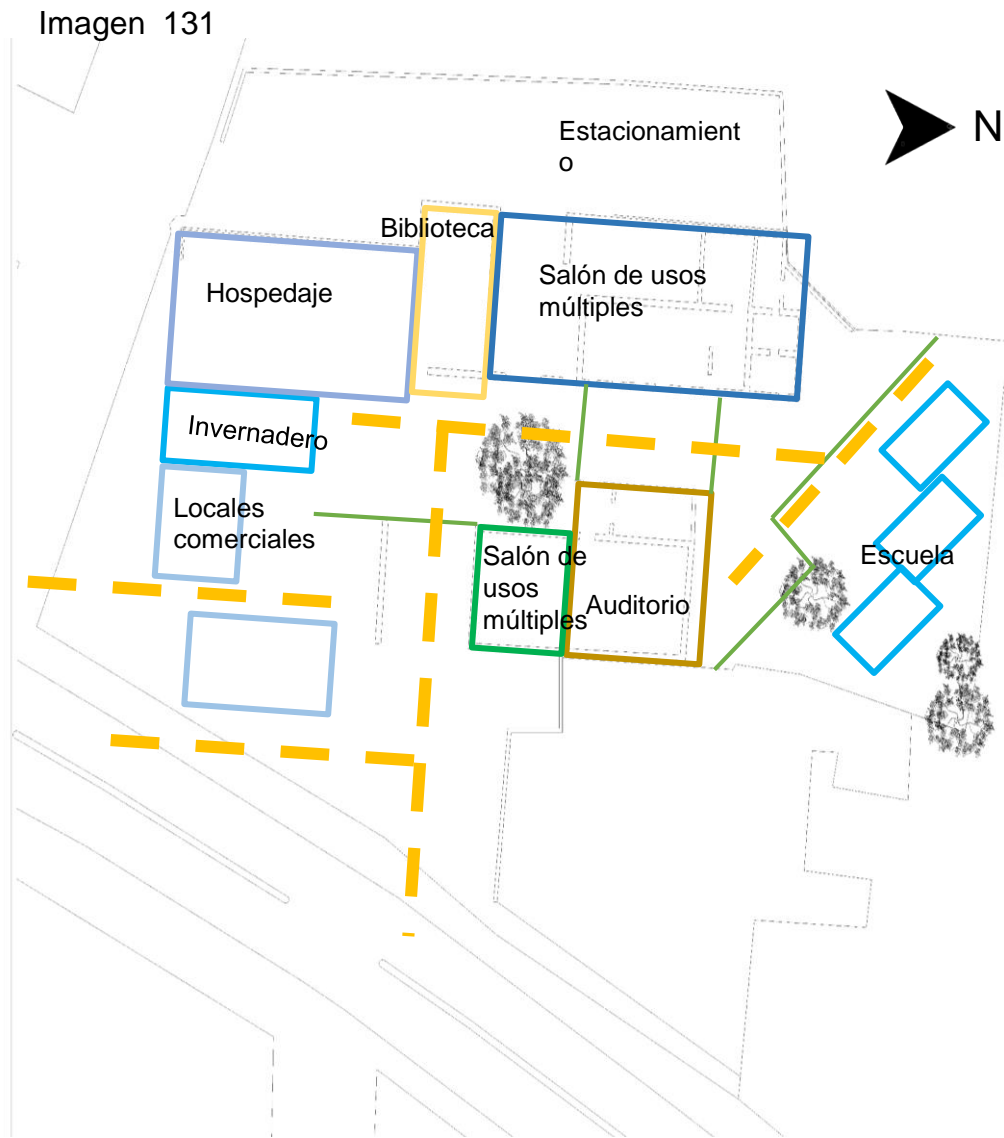 Imagen 131
N
Estacionamient
o
Biblioteca
Hospedaje
Salón de usos
múltiples
Invernadero
Locales
comerciales
Salón de
usos
múltiples
Auditorio
Escuela